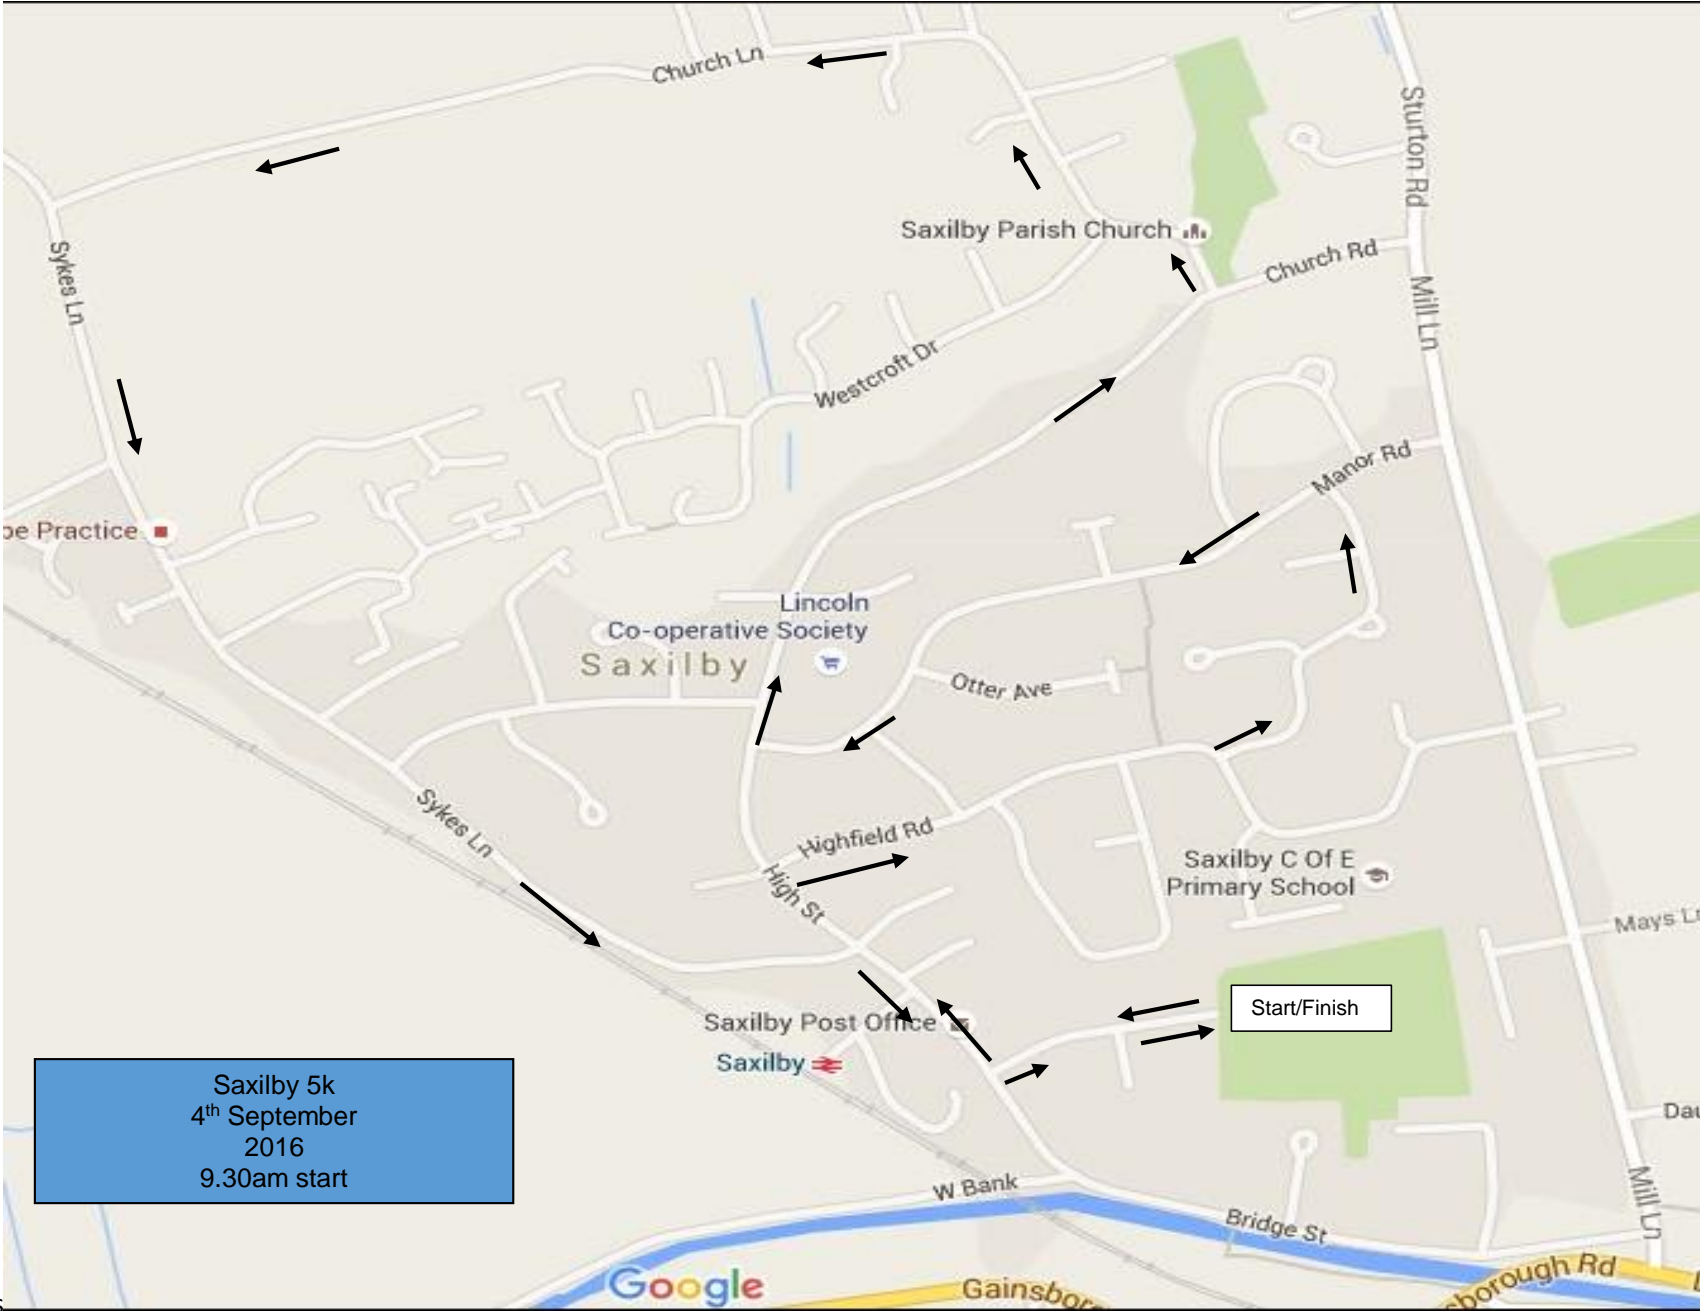 Church Ln
Sturton Rd
Saxilby Parish Church
Church Rd
Sykes Ln
Mill Ln
Westcroft Dr
Manor Rd
pe Practice
Lincoln
Co-operative Society
Saxilby
Otter Ave
Sykes Ln
Highfield Rd
High St
Saxilby C Of E
Primary School
Mays Ln
Start/Finish
Saxilby Post Office
Saxilby
Saxilby 5k
4th September
2016
9.30am start
Dau
W Bank
Mill Ln
Bridge St
Google
Gainsboro
sborough Rd